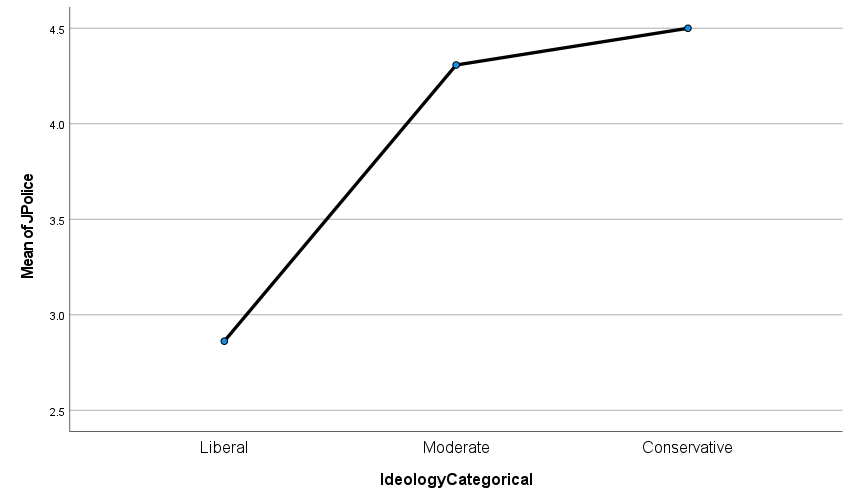 4.5
4.0
3.5
3.0
2.5
Mean of JPolice
Liberal Moderate Conservative
IdeologyCategorical